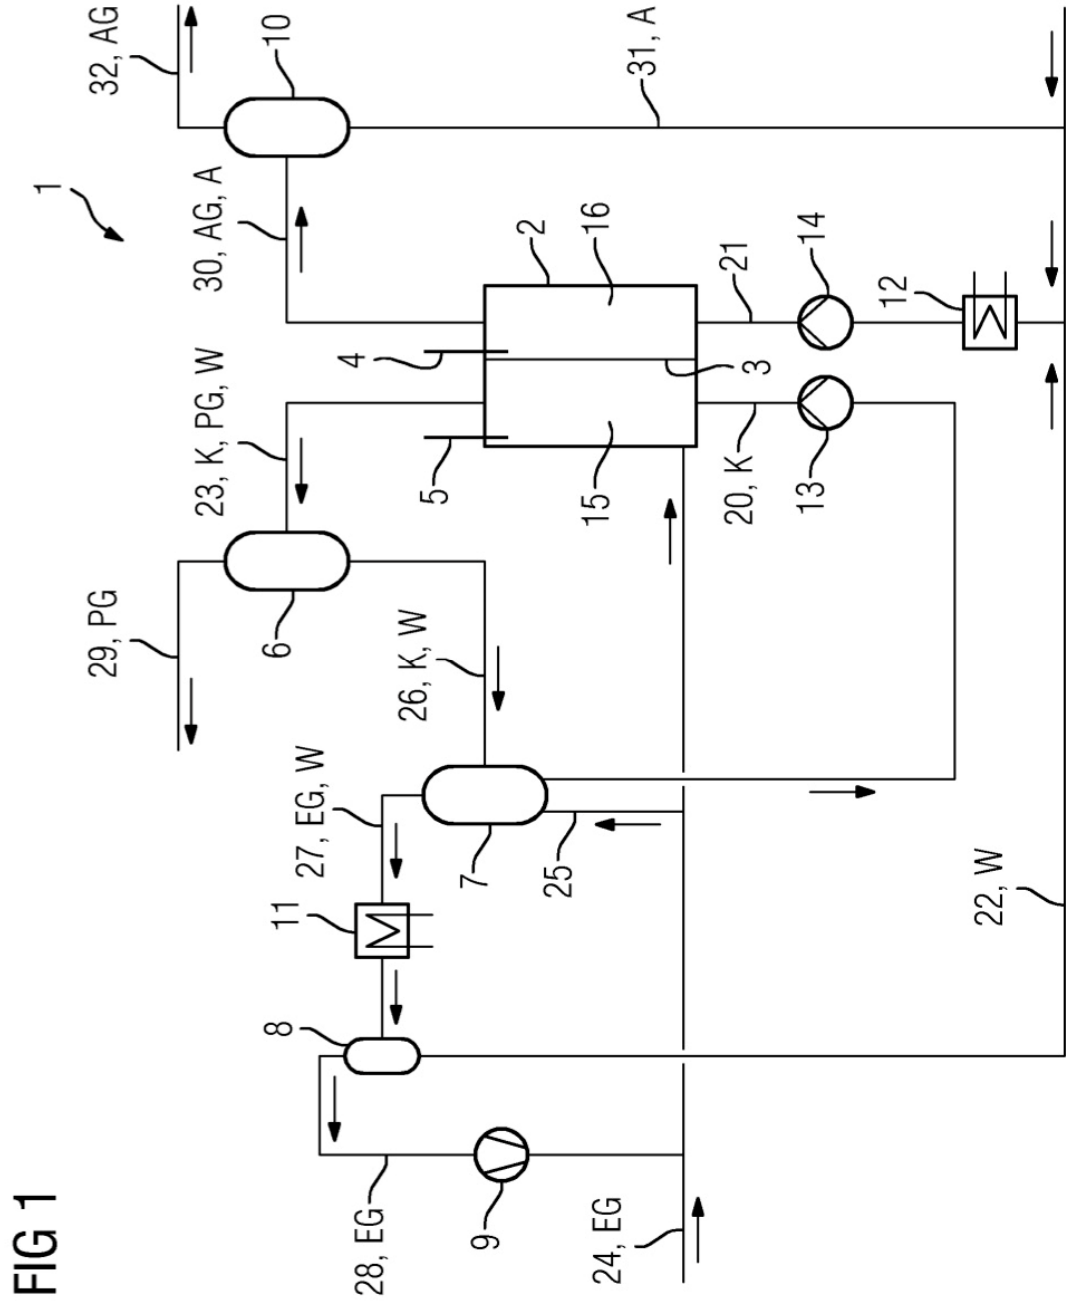 FIG 1
1
29, PG
32, AG
23, K, PG, W
30, AG, A
8
11
6
10
27, EG, W
4
28, EG
26, K, W
5
7
9
2
25
15
16
24, EG
31, A
20, K
21
3
13
14
12
22, W